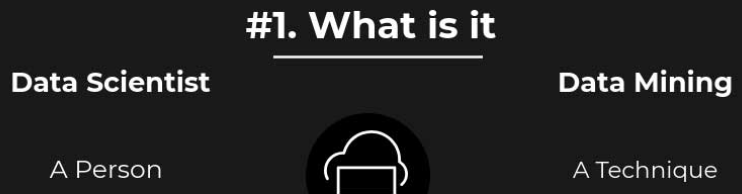 #1. What is it
Data Scientist
Data Mining
A Person
A Technique